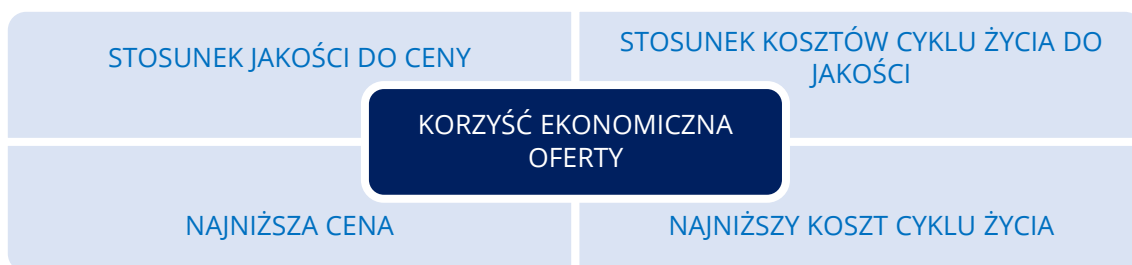 STOSUNEK JAKOŚCI DO CENY
STOSUNEK KOSZTÓW CYKLU ŻYCIA DO
JAKOŚCI
KORZYŚĆ EKONOMICZNA
OFERTY
NAJNIŻSZA CENA
NAJNIŻSZY KOSZT CYKLU ŻYCIA